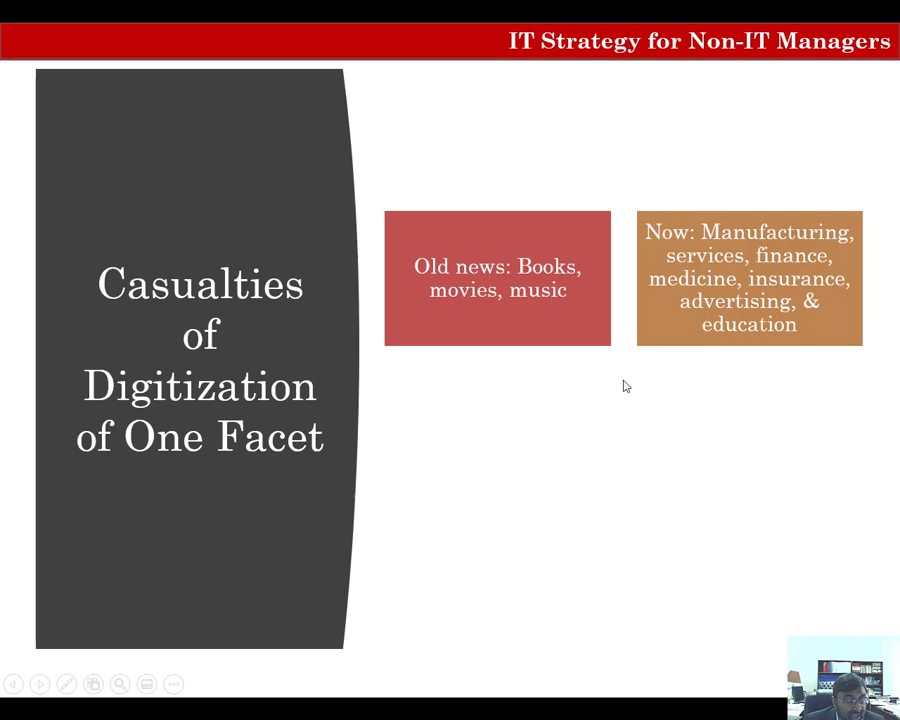 IT Strategy for Non-IT Managers
Casualties
of
Digitization
of One Facet
Old news: Books,
movies, music
Now: Manufacturing,
services, finance,
medicine, insurance,
advertising, &
education